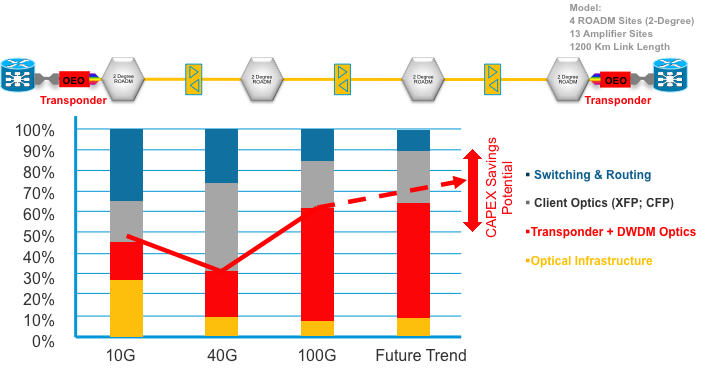 Model:
4 ROADM Sites (2-Degree)
13 Amplifier Sites
1200 Km Link Length
OEO
2 Degree
ROADM
2 Degree
ROADM
2 Degree
ROADM
2 Degree
ROADM
OEO
Transponder
Transponder
100%
90%
80%
70%
60%
50%
40%
30%
20%
10%
0%
10G
40G
100G
Future Trend
CAPEX Savings
Potential
▪ Switching & Routing
▪ Client Optics (XFP; CFP)
▪Transponder + DWDM Optics
▪Optical Infrastructure